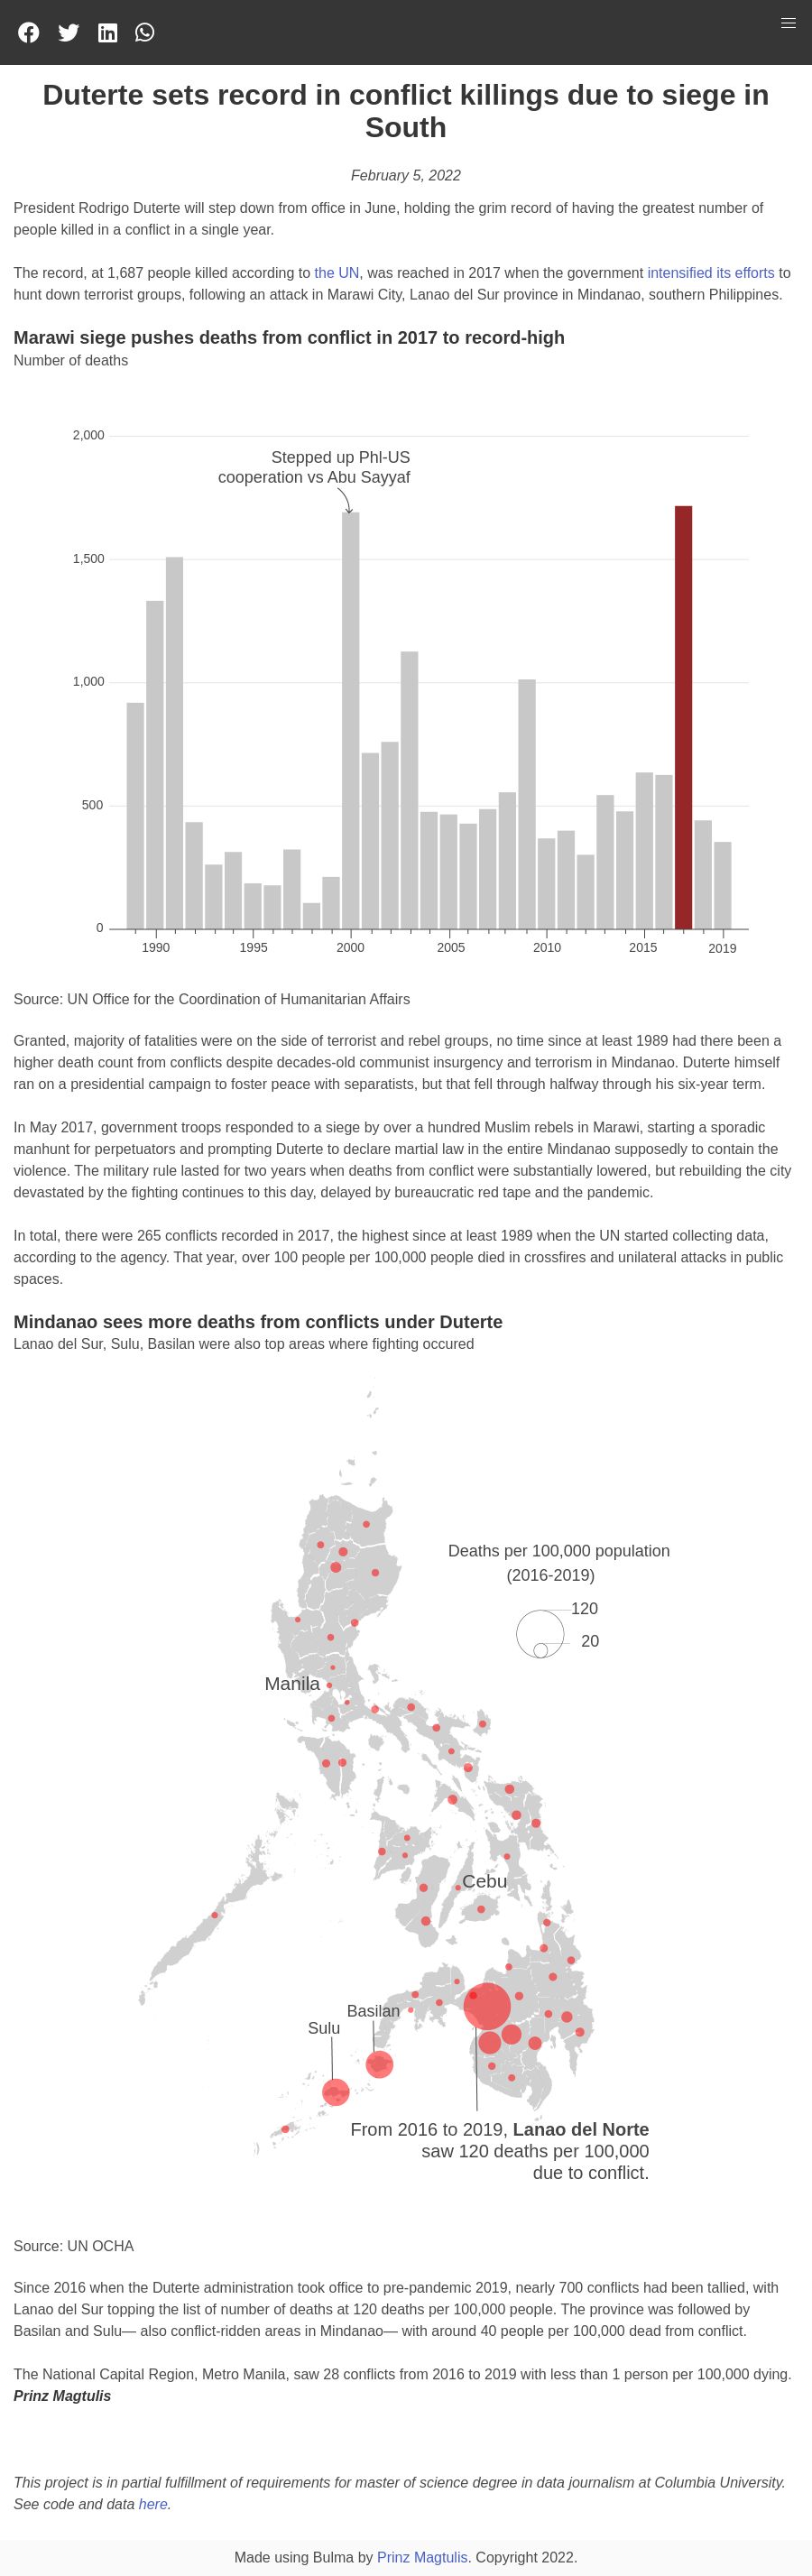 Duterte sets record in conflict killings due to siege in
South
February 5, 2022
President Rodrigo Duterte will step down from office in June, holding the grim record of having the greatest number of
people killed in a conflict in a single year.
The record, at 1,687 people killed according to the UN, was reached in 2017 when the government intensified its efforts to
hunt down terrorist groups, following an attack in Marawi City, Lanao del Sur province in Mindanao, southern Philippines.
Marawi siege pushes deaths from conflict in 2017 to record-high
Number of deaths
2,000
Stepped up Phl-US
cooperation vs Abu Sayyaf
1,500
1,000
500
0
1990 1995 2000 2005 2010 2015 2019
Source: UN Office for the Coordination of Humanitarian Affairs
Granted, majority of fatalities were on the side of terrorist and rebel groups, no time since at least 1989 had there been a
higher death count from conflicts despite decades-old communist insurgency and terrorism in Mindanao. Duterte himself
ran on a presidential campaign to foster peace with separatists, but that fell through halfway through his six-year term.
In May 2017, government troops responded to a siege by over a hundred Muslim rebels in Marawi, starting a sporadic
manhunt for perpetuators and prompting Duterte to declare martial law in the entire Mindanao supposedly to contain the
violence. The military rule lasted for two years when deaths from conflict were substantially lowered, but rebuilding the city
devastated by the fighting continues to this day, delayed by bureaucratic red tape and the pandemic.
In total, there were 265 conflicts recorded in 2017, the highest since at least 1989 when the UN started collecting data,
according to the agency. That year, over 100 people per 100,000 people died in crossfires and unilateral attacks in public
spaces.
Mindanao sees more deaths from conflicts under Duterte
Lanao del Sur, Sulu, Basilan were also top areas where fighting occured
Deaths per 100,000 population
(2016-2019)
120
20
Manila
Cebu
Basilan
Sulu
From 2016 to 2019, Lanao del Norte
saw 120 deaths per 100,000
due to conflict.
Source: UN OCHA
Since 2016 when the Duterte administration took office to pre-pandemic 2019, nearly 700 conflicts had been tallied, with
Lanao del Sur topping the list of number of deaths at 120 deaths per 100,000 people. The province was followed by
Basilan and Sulu— also conflict-ridden areas in Mindanao— with around 40 people per 100,000 dead from conflict.
The National Capital Region, Metro Manila, saw 28 conflicts from 2016 to 2019 with less than 1 person per 100,000 dying.
Prinz Magtulis
This project is in partial fulfillment of requirements for master of science degree in data journalism at Columbia University.
See code and data here.
Made using Bulma by Prinz Magtulis. Copyright 2022.